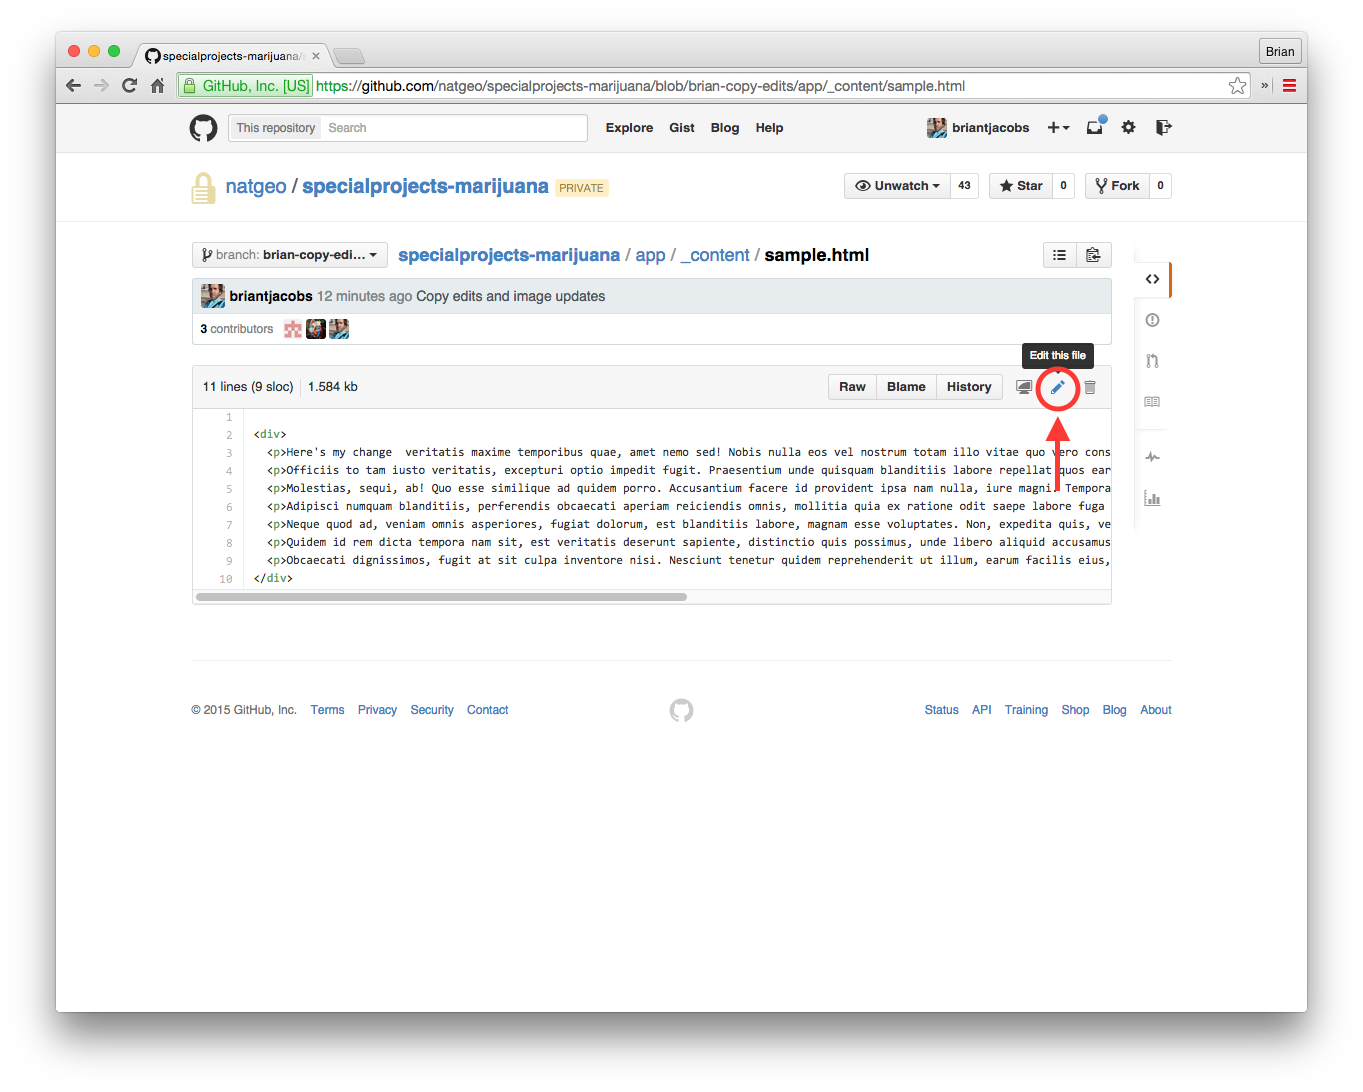 specialprojects-marijuana/
Brian
GitHub, Inc. [US] https://github.com/natgeo/specialprojects-marijuana/blob/brian-copy-edits/app/_content/sample.html
»
This repository Search Explore Gist Blog Help briantjacobs
natgeo / specialprojects-marijuana PRIVATE Unwatch 43 Star 0 Fork 0
branch: brian-copy-edi... specialprojects-marijuana / app / _content / sample.html
briantjacobs 12 minutes ago Copy edits and image updates
3 contributors
Edit this file
11 lines (9 sloc) 1.584 kb Raw Blame History
1
2 <div>
3 <p>Here's my change  veritatis maxime temporibus quae, amet nemo sed! Nobis nulla eos vel nostrum totam illo vitae quo vero cons
4 <p>Officiis to tam iusto veritatis, excepturi optio impedit fugit. Praesentium unde quisquam blanditiis labore repellat quos ear
5 <p>Molestias, sequi, ab! Quo esse similique ad quidem porro. Accusantium facere id provident ipsa nam nulla, iure magni. Tempora
6 <p>Adipisci numquam blanditiis, perferendis obcaecati aperiam reiciendis omnis, mollitia quia ex ratione odit saepe labore fuga
7 <p>Neque quod ad, veniam omnis asperiores, fugiat dolorum, est blanditiis labore, magnam esse voluptates. Non, expedita quis, ve
8 <p>Quidem id rem dicta tempora nam sit, est veritatis deserunt sapiente, distinctio quis possimus, unde libero aliquid accusamus
9 <p>Obcaecati dignissimos, fugit at sit culpa inventore nisi. Nesciunt tenetur quidem reprehenderit ut illum, earum facilis eius,
10 </div>
© 2015 GitHub, Inc. Terms Privacy Security Contact Status API Training Shop Blog About